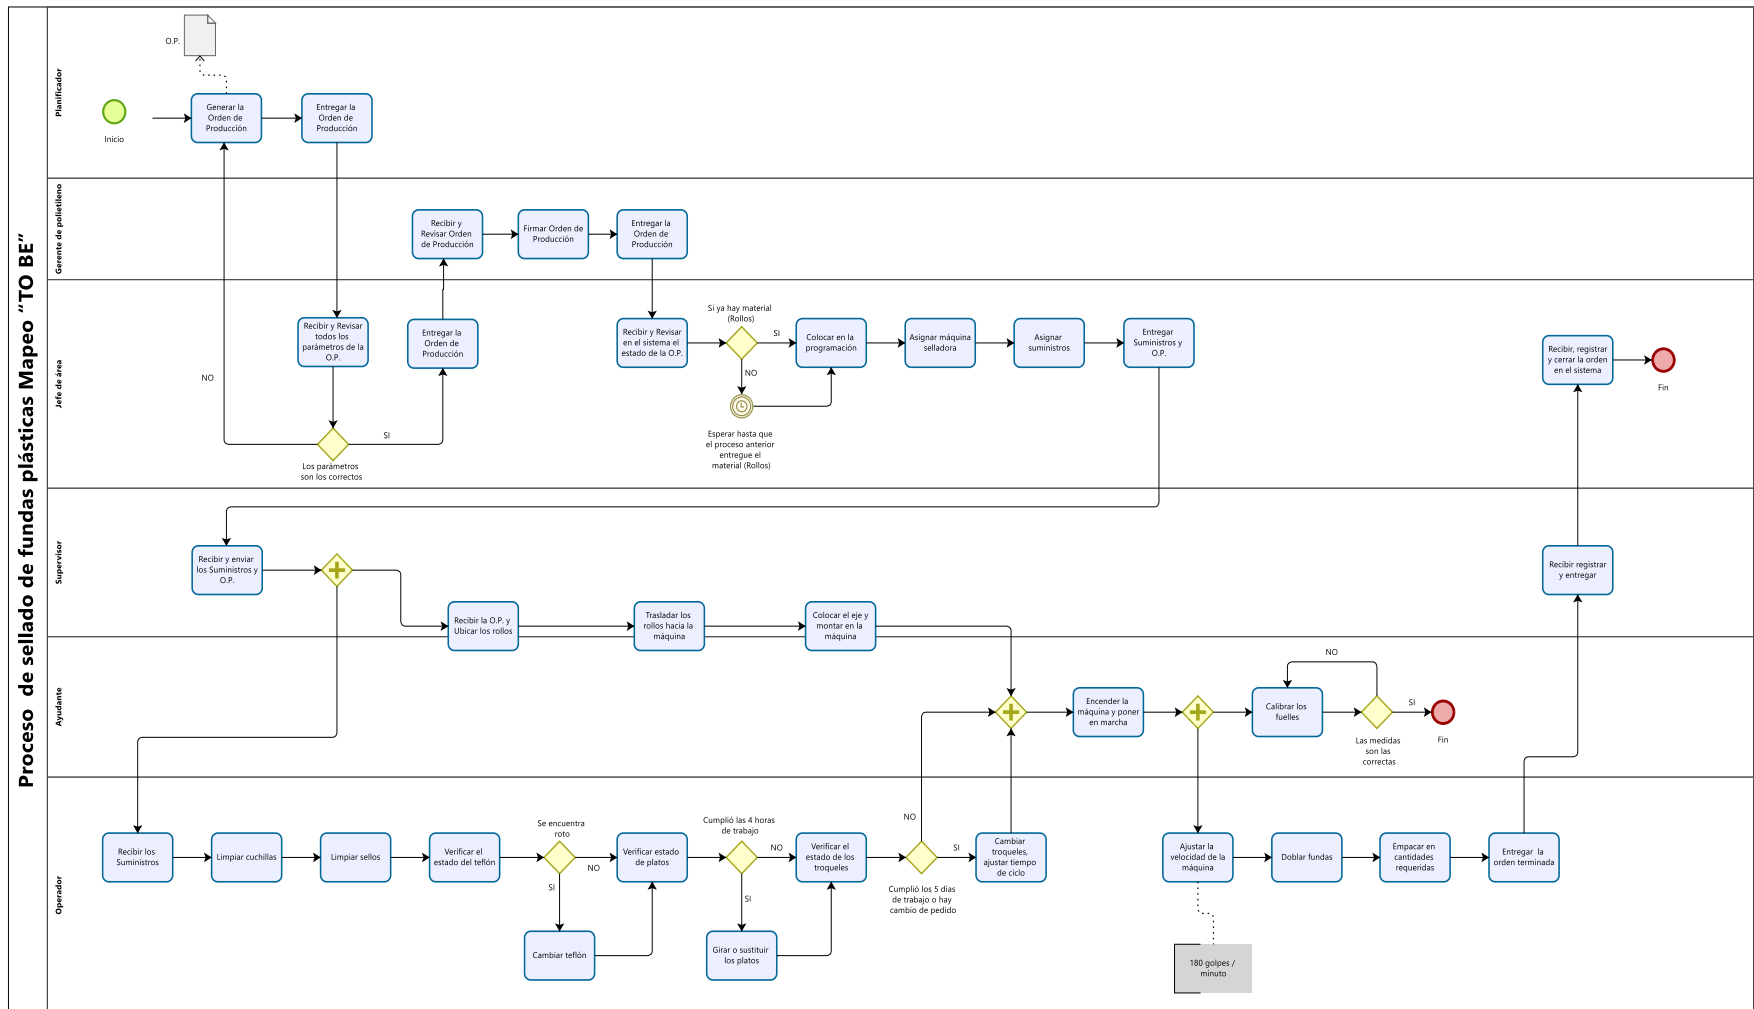 Proceso  de sellado de fundas plásticas Mapeo “TO BE”
Planificador
O.P.
Inicio
Generar la
Orden de
Producción
Entregar la
Orden de
Producción
Gerente de polietileno
Recibir y
Revisar Orden
de Producción
Firmar Orden de
Producción
Entregar la
Orden de
Producción
Jefe de área
NO
Recibir y Revisar
todos los
parámetros de la
O.P.
SI
Los parámetros
son los correctos
Entregar la
Orden de
Producción
Recibir y Revisar
en el sistema el
estado de la O.P.
Si ya hay material
(Rollos)
SI
NO
Esperar hasta que
el proceso anterior
entregue el
material (Rollos)
Colocar en la
programación
Asignar máquina
selladora
Asignar
suministros
Entregar
Suministros y
O.P.
Recibir, registrar
y cerrar la orden
en el sistema
Fin
Supervisor
Recibir y enviar
los Suministros y
O.P.
Recibir la O.P. y
Ubicar los rollos
Trasladar los
rollos hacia la
máquina
Colocar el eje y
montar en la
máquina
Recibir registrar
y entregar
Ayudante
Encender la
máquina y poner
en marcha
Calibrar los
fuelles
NO
SI
Las medidas
son las
correctas
Fin
Operador
Recibir los
Suministros
Limpiar cuchillas
Limpiar sellos
Verificar el
estado del teflón
Se encuentra
roto
SI
NO
Cambiar teflón
Verificar estado
de platos
Cumplió las 4 horas
de trabajo
NO
SI
Girar o sustituir
los platos
Verificar el
estado de los
troqueles
NO
SI
Cumplió los 5 días
de trabajo o hay
cambio de pedido
Cambiar
troqueles,
ajustar tiempo
de ciclo
Ajustar la
velocidad de la
máquina
180 golpes /
minuto
Doblar fundas
Empacar en
cantidades
requeridas
Entregar  la
orden terminada